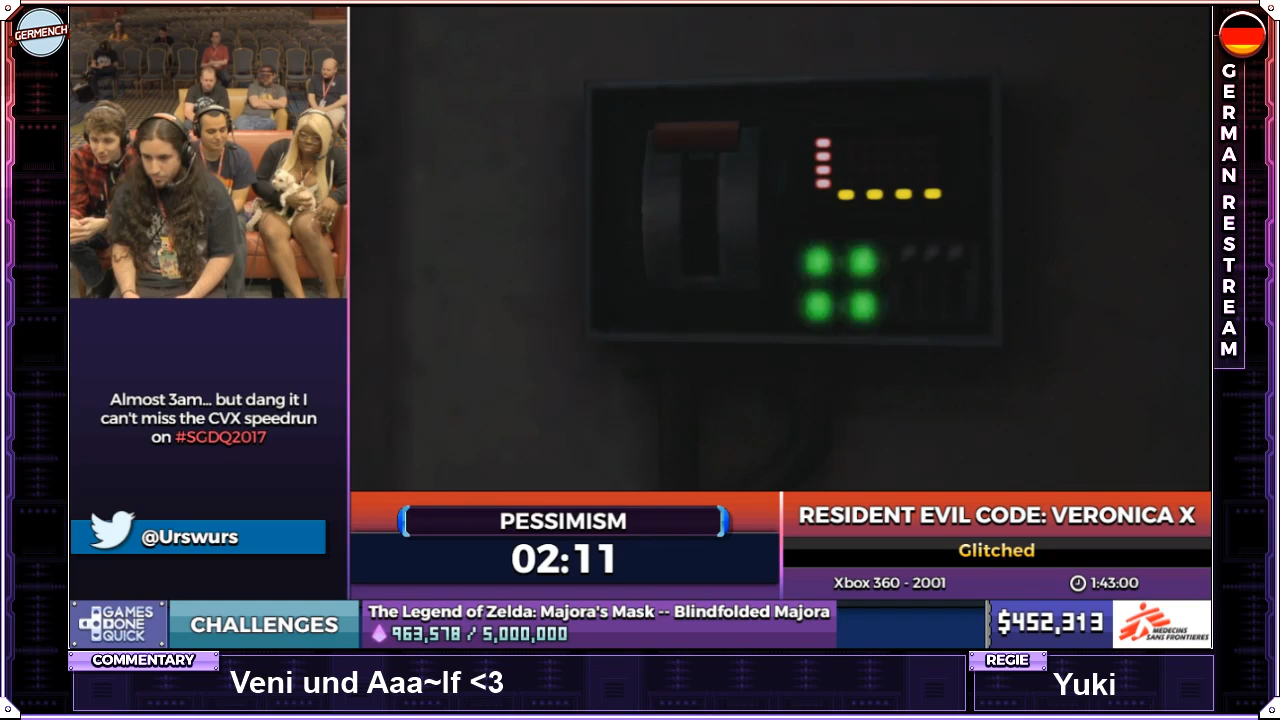 GERMENCH
GERMAN RESTREAM
Almost 3am... but dang it I
can't miss the CVX speedrun
on #SGDQ2017
@Urswurs
PESSIMISM
02:11
RESIDENT EVIL CODE: VERONICA X
Glitched
Xbox 360 - 2001
1:43:00
GAMES
DONE
QUICK
CHALLENGES
The Legend of Zelda: Majora's Mask -- Blindfolded Majora
963,578 / 5,000,000
$452,313
MEDECINS
SANS FRONTIERES
COMMENTARY
Veni und Aaa~lf <3
REGIE
Yuki